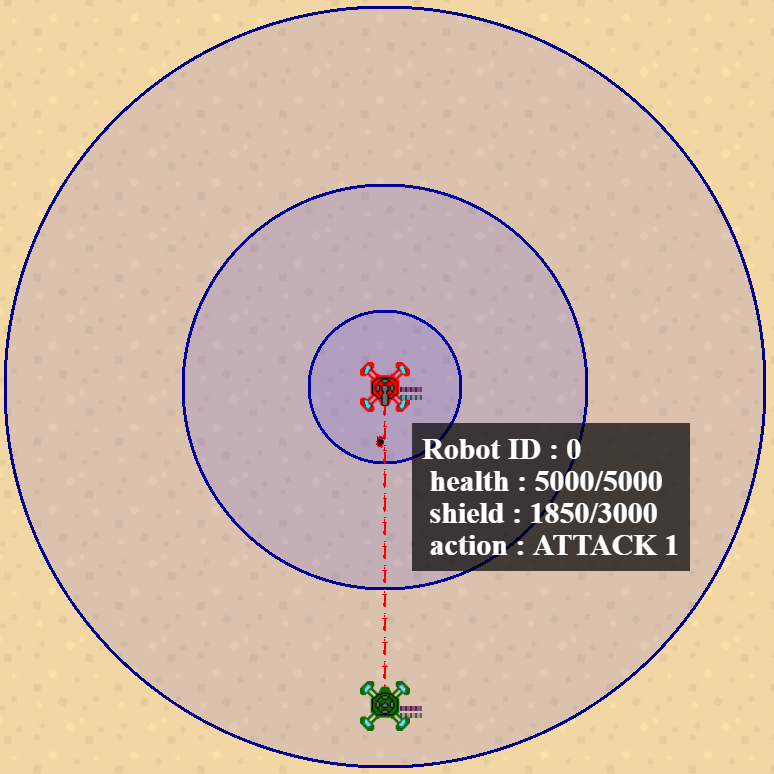 Robot ID : 0
health : 5000/5000
shield : 1850/3000
action : ATTACK 1